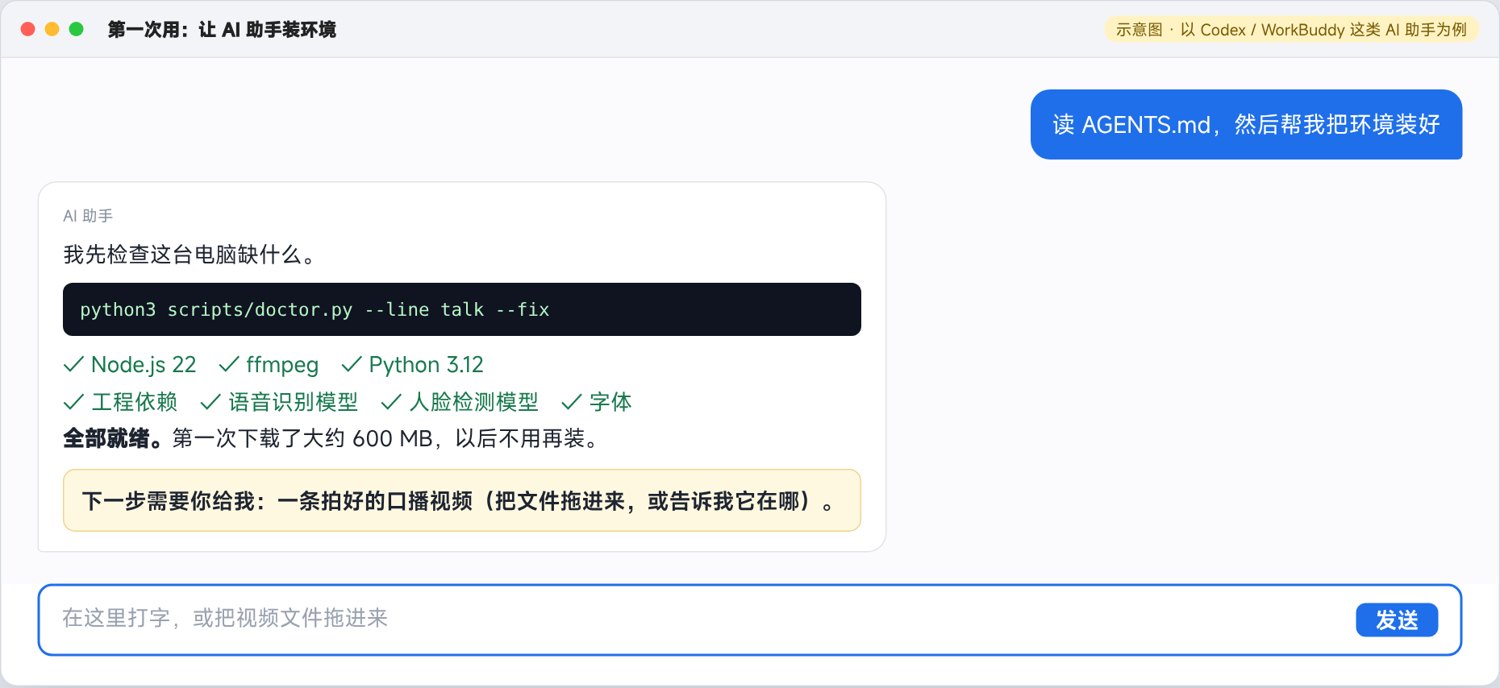 第一次用：让 AI 助手装环境
示意图 · 以 Codex / WorkBuddy 这类 AI 助手为例
读 AGENTS.md，然后帮我把环境装好
AI 助手
我先检查这台电脑缺什么。
python3 scripts/doctor.py --line talk --fix
✓ Node.js 22 ✓ ffmpeg ✓ Python 3.12
✓ 工程依赖 ✓ 语音识别模型 ✓ 人脸检测模型 ✓ 字体
全部就绪。第一次下载了大约 600 MB，以后不用再装。
下一步需要你给我：一条拍好的口播视频（把文件拖进来，或告诉我它在哪）。
在这里打字，或把视频文件拖进来
发送